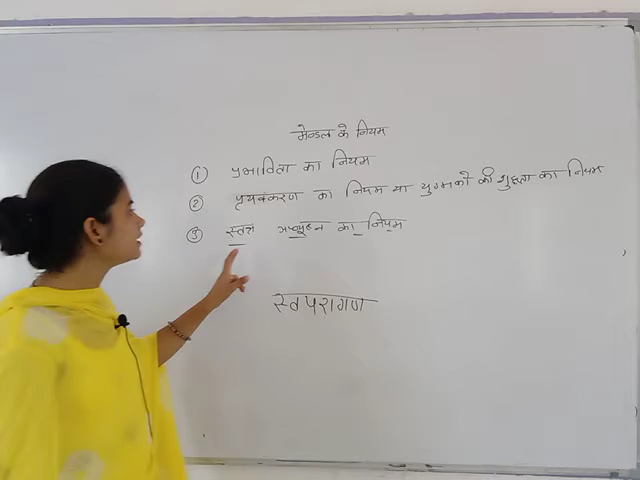 मेन्डल के नियम
① प्रभाविता का नियम
② पृथक्करण का नियम या युग्मकों की शुद्धता का नियम
③ स्वतंत्र अपव्यूहन का नियम
स्वपरागण